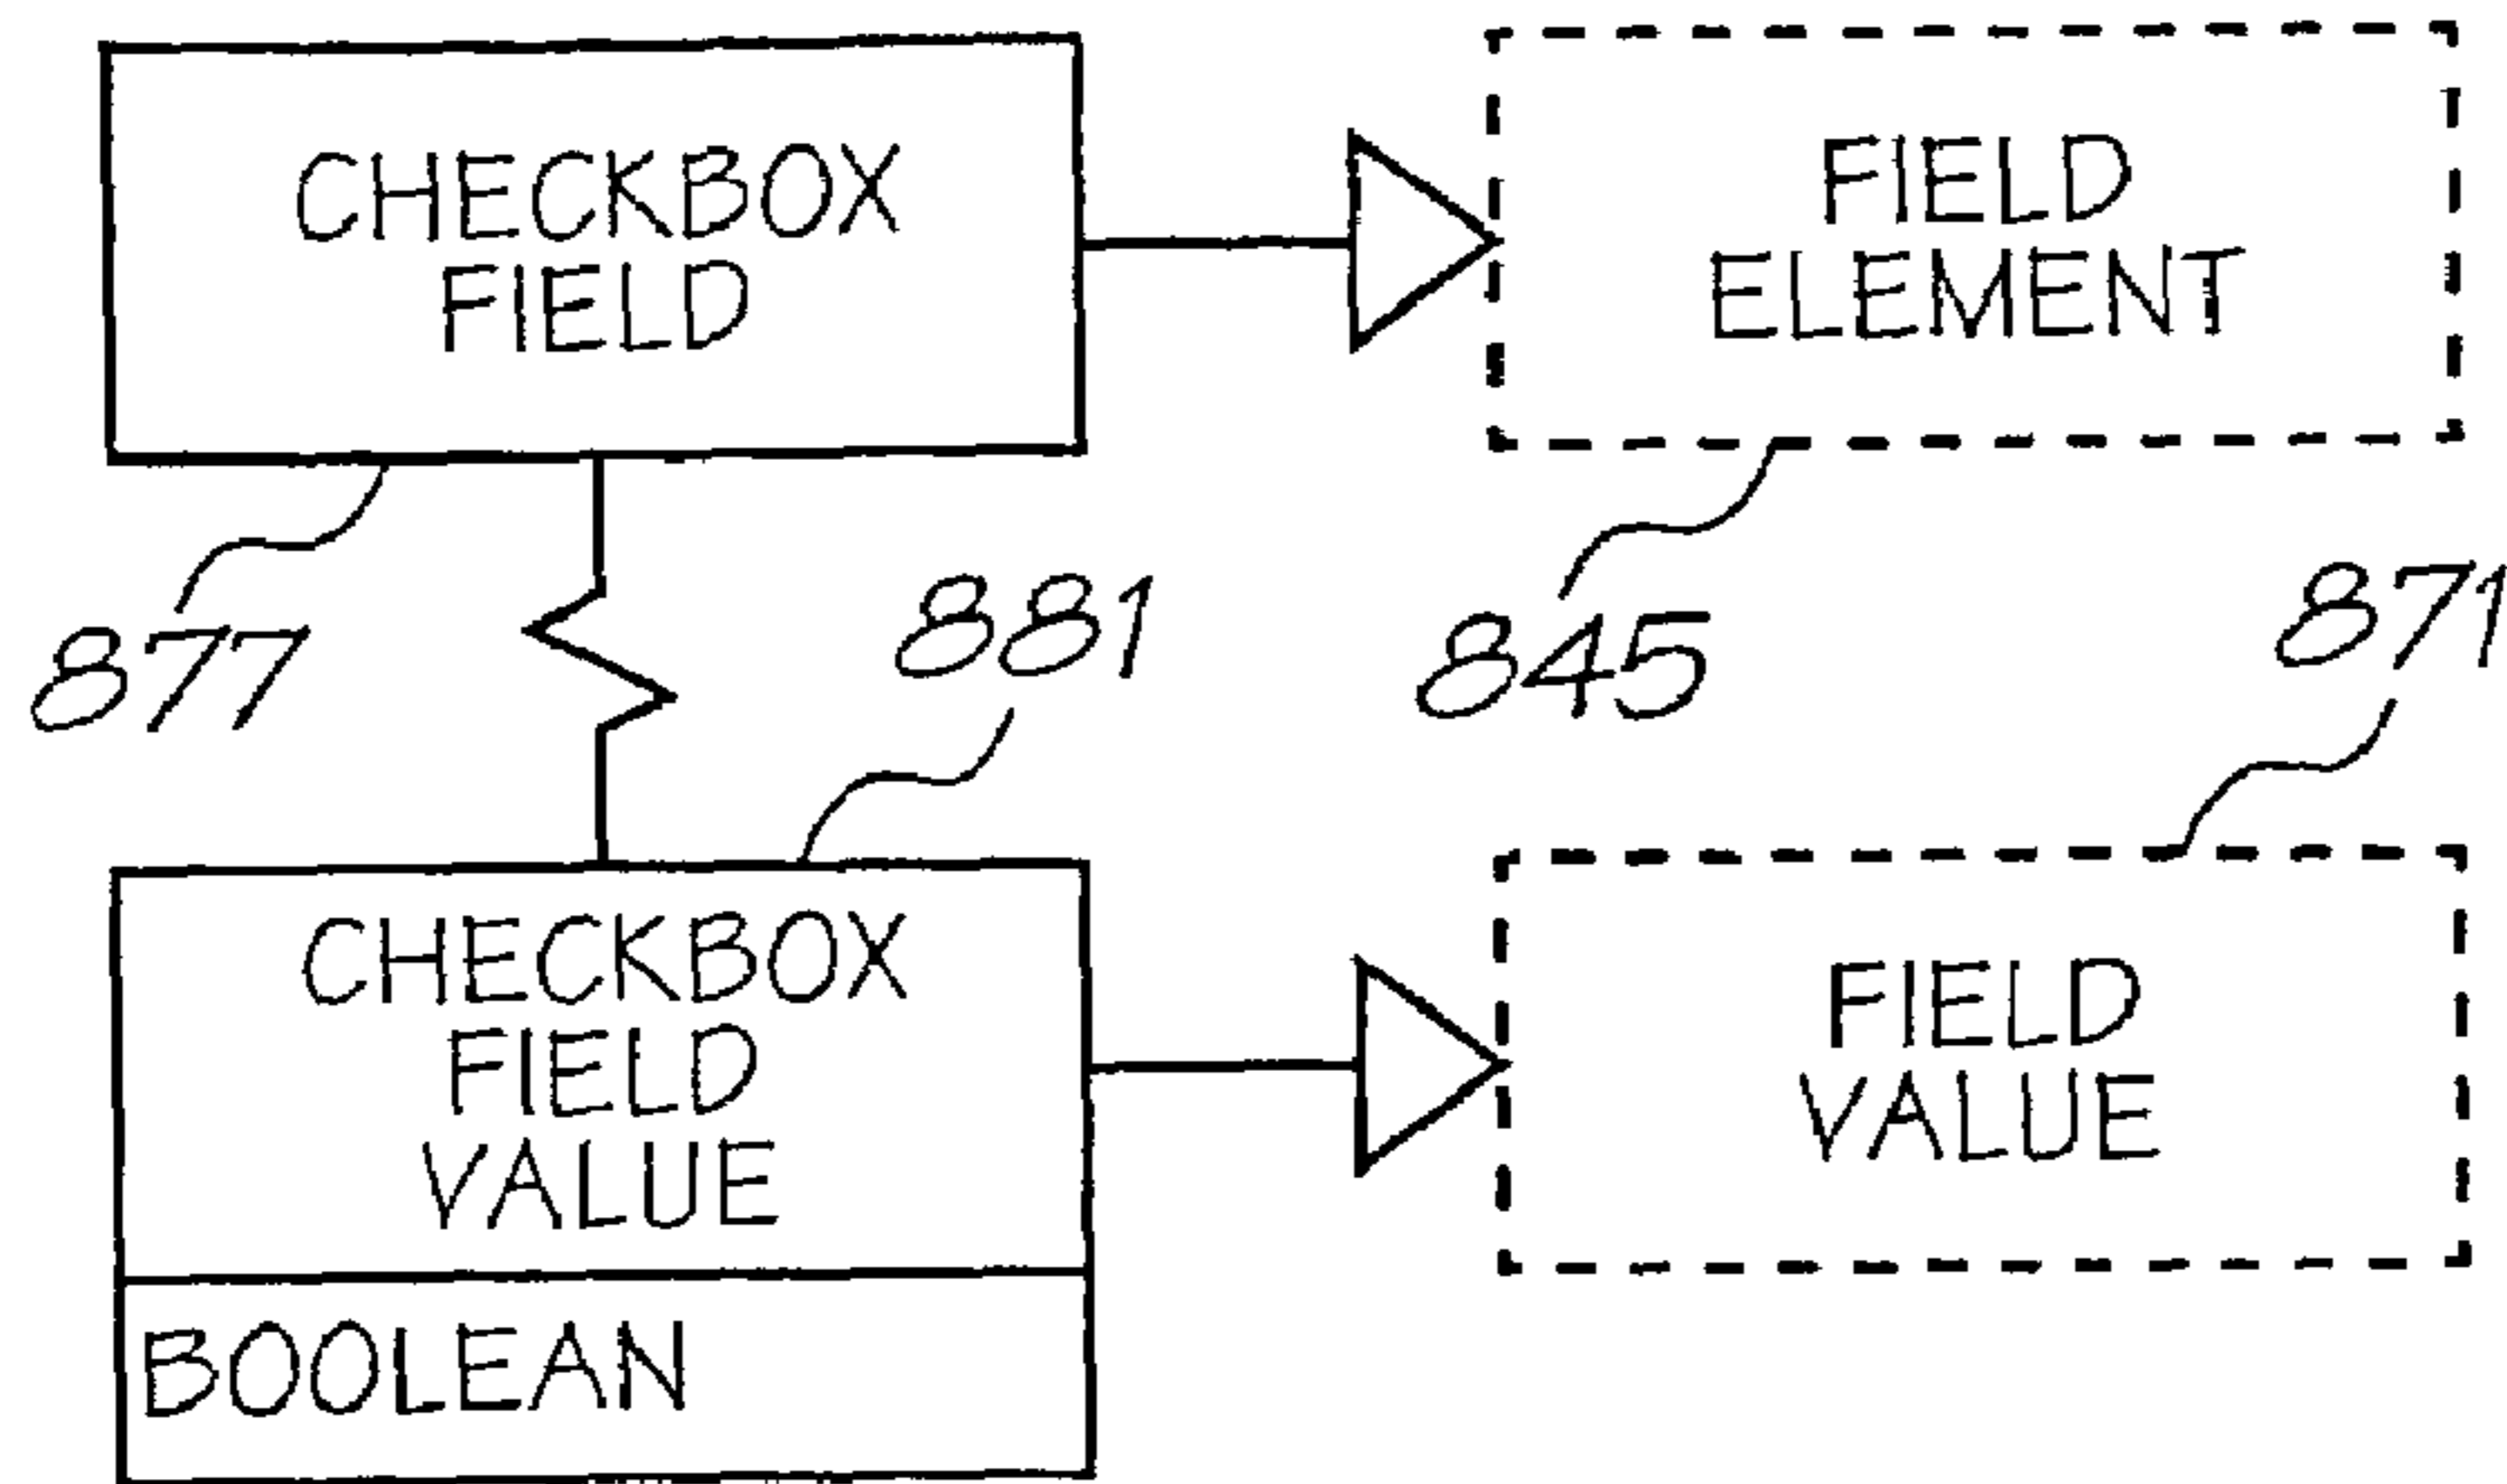 CHECKBOX
FIELD
FIELD
ELEMENT
877
881
845
871
CHECKBOX
FIELD
VALUE
FIELD
VALUE
BOOLEAN